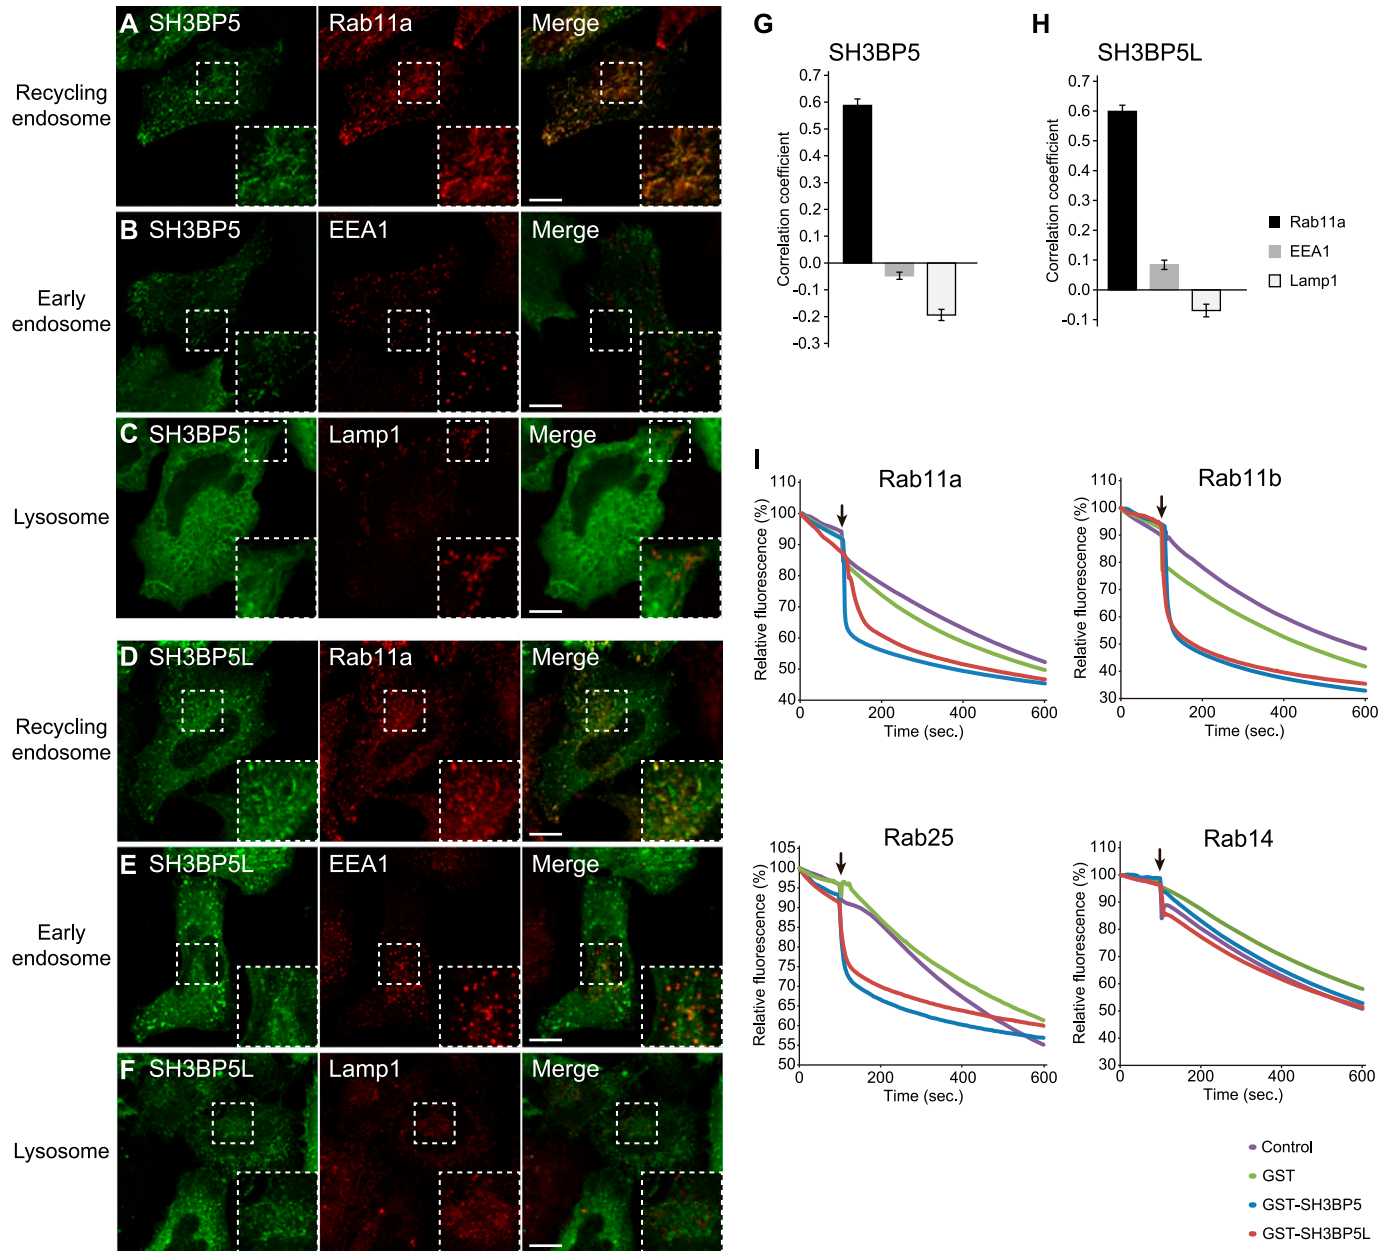 A SH3BP5 Rab11a Merge
Recycling
endosome
B SH3BP5 EEA1 Merge
Early
endosome
C SH3BP5 Lamp1 Merge
Lysosome
D SH3BP5L Rab11a Merge
Recycling
endosome
E SH3BP5L EEA1 Merge
Early
endosome
F SH3BP5L Lamp1 Merge
Lysosome
G
SH3BP5
Correlation coefficient
0.7
0.6
0.5
0.4
0.3
0.2
0.1
0.0
-0.1
-0.2
-0.3
H
SH3BP5L
Correlation coeefficient
0.7
0.6
0.5
0.4
0.3
0.2
0.1
0.0
-0.1
Rab11a
EEA1
Lamp1
I
Rab11a
Relative fluorescence (%)
110
100
90
80
70
60
50
40
0 200 400 600
Time (sec.)
Rab11b
Relative fluorescence (%)
110
100
90
80
70
60
50
40
30
0 200 400 600
Time (sec.)
Rab25
Relative fluorescence (%)
105
100
95
90
85
80
75
70
65
60
55
50
0 200 400 600
Time (sec.)
Rab14
Relative fluorescence (%)
110
100
90
80
70
60
50
40
30
0 200 400 600
Time (sec.)
Control
GST
GST-SH3BP5
GST-SH3BP5L